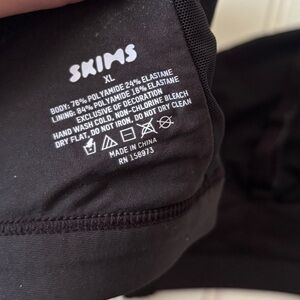 SKIMS
XL
BODY: 76% POLYAMIDE 24% ELASTANE
LINING: 84% POLYAMIDE 16% ELASTANE
EXCLUSIVE OF DECORATION
HAND WASH COLD, NON-CHLORINE BLEACH
DRY FLAT, DO NOT IRON, DO NOT DRY CLEAN
MADE IN CHINA
RN 158973